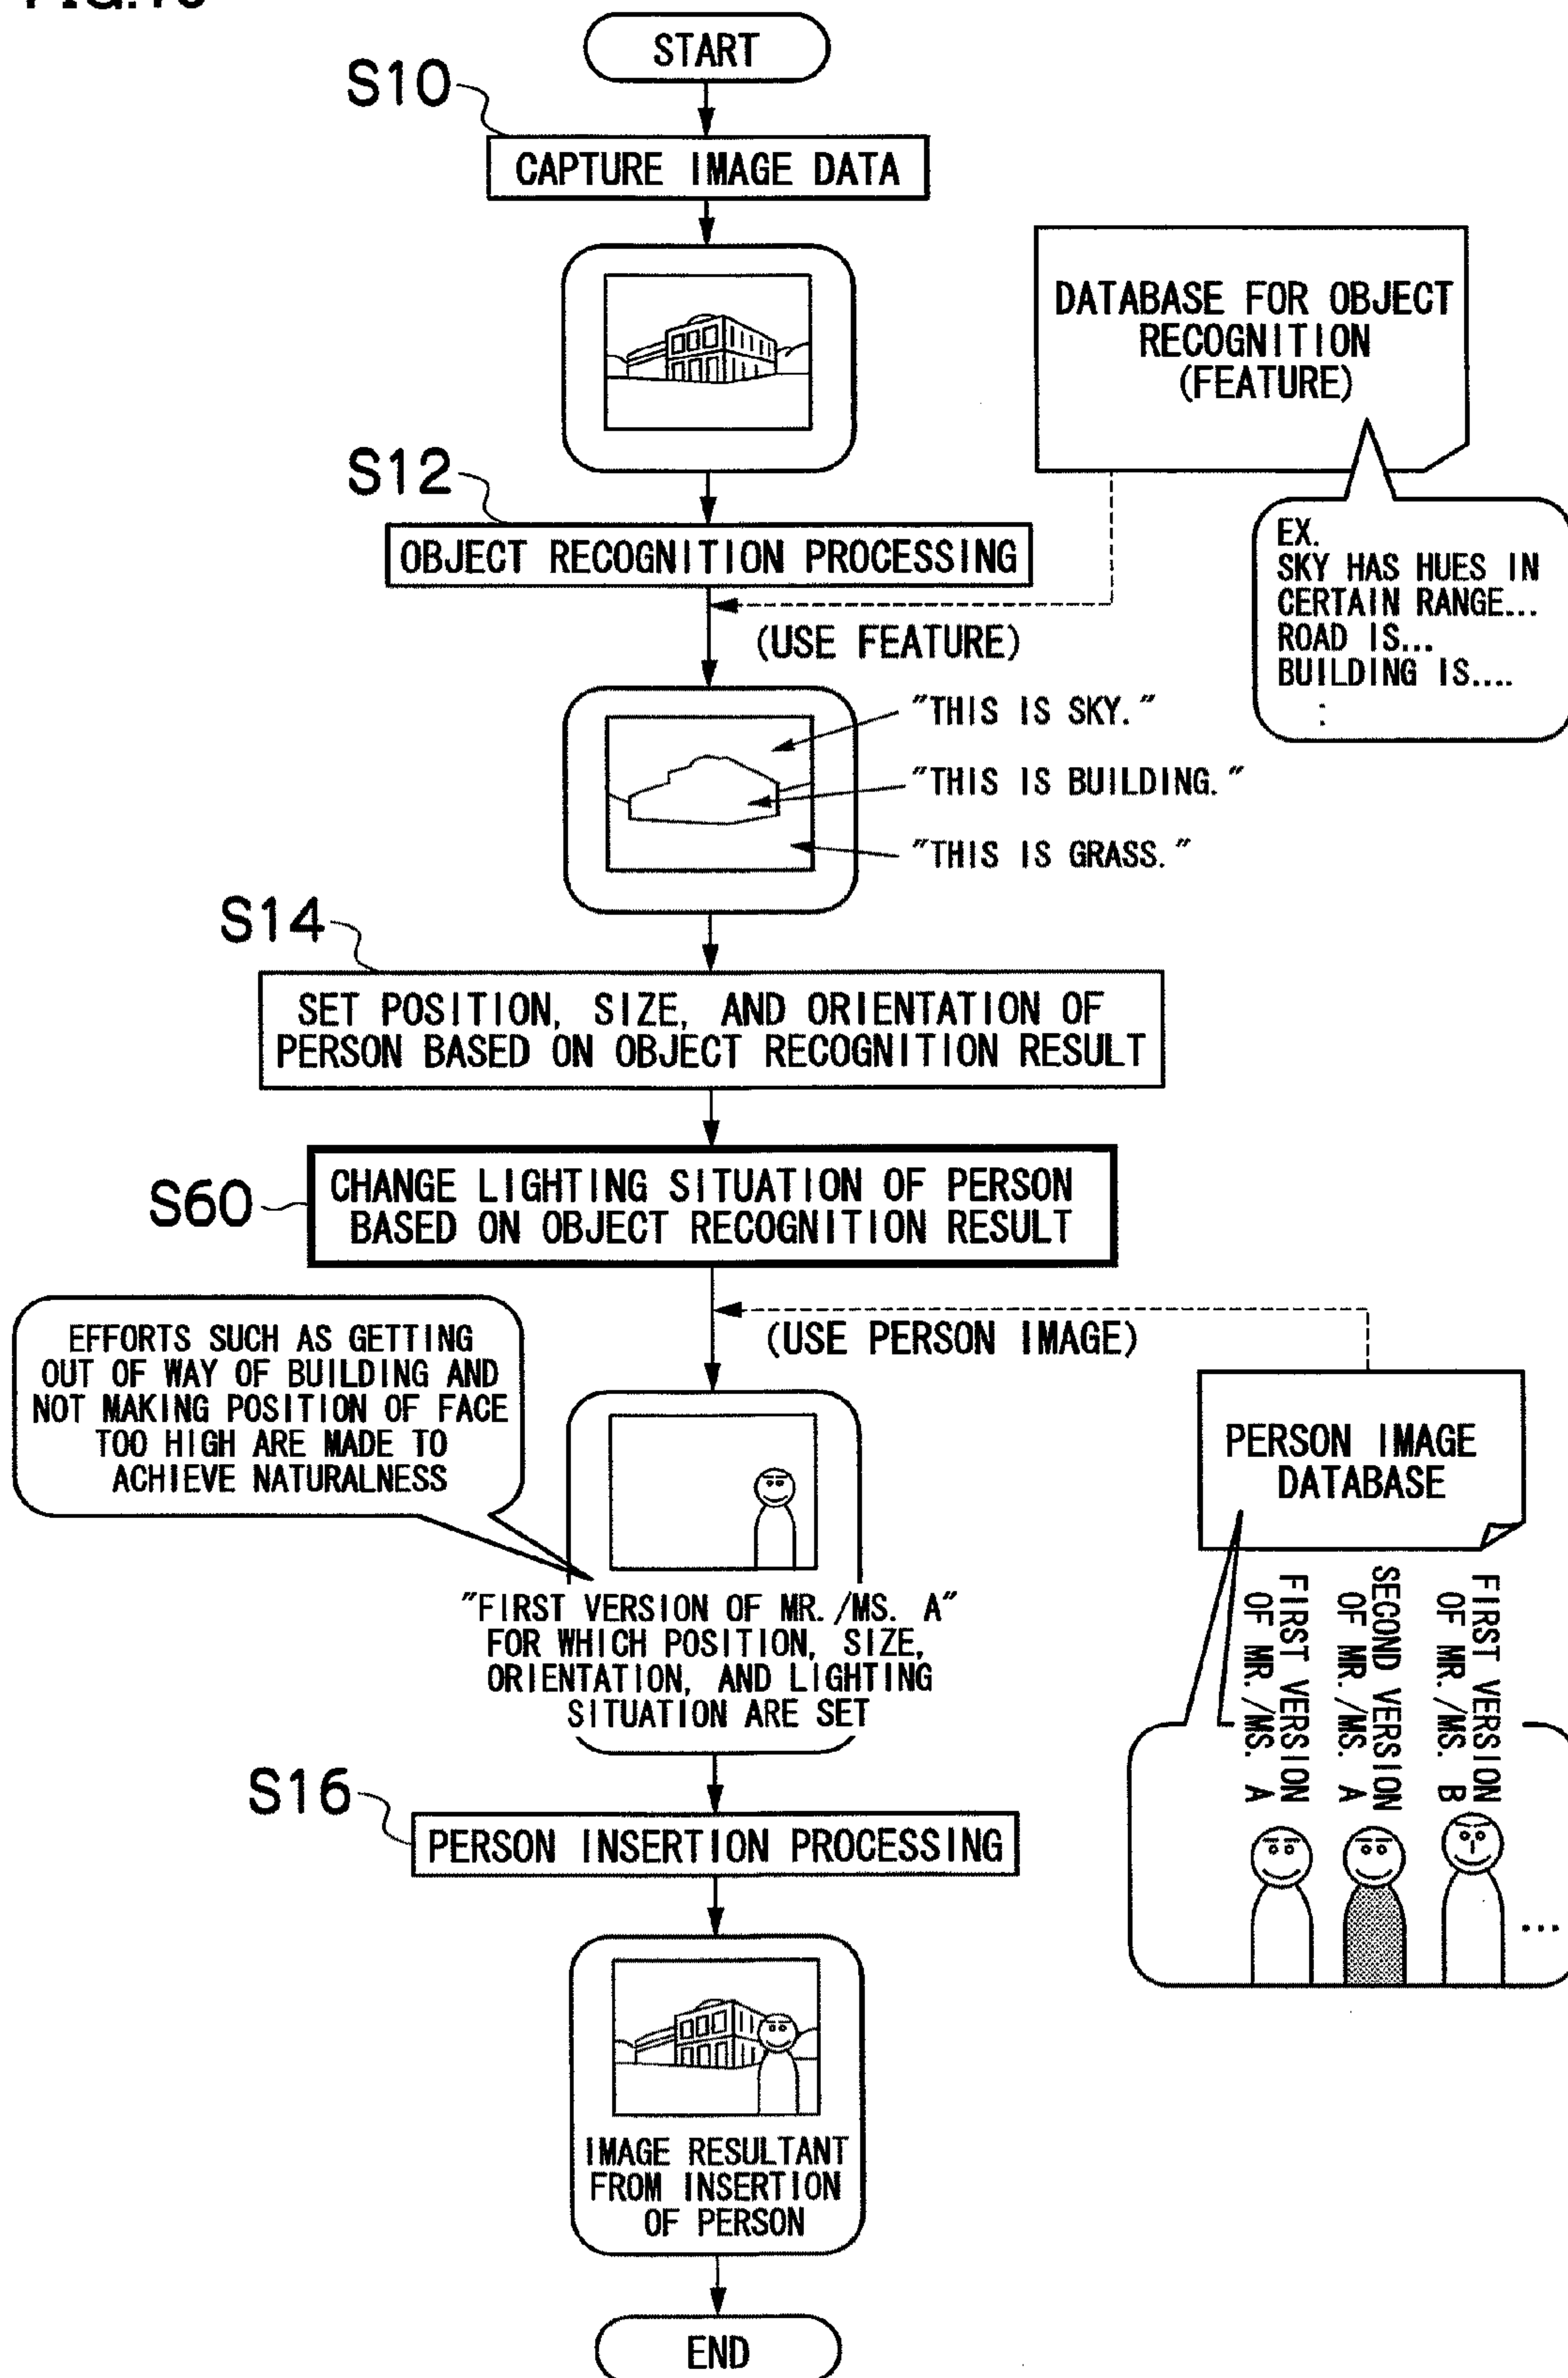 START
S10
CAPTURE IMAGE DATA
DATABASE FOR OBJECT
RECOGNITION
(FEATURE)
S12
OBJECT RECOGNITION PROCESSING
EX.
SKY HAS HUES IN
CERTAIN RANGE...
ROAD IS...
BUILDING IS....
:
(USE FEATURE)
"THIS IS SKY."
"THIS IS BUILDING."
"THIS IS GRASS."
S14
SET POSITION, SIZE, AND ORIENTATION OF
PERSON BASED ON OBJECT RECOGNITION RESULT
S60
CHANGE LIGHTING SITUATION OF PERSON
BASED ON OBJECT RECOGNITION RESULT
EFFORTS SUCH AS GETTING
OUT OF WAY OF BUILDING AND
NOT MAKING POSITION OF FACE
TOO HIGH ARE MADE TO
ACHIEVE NATURALNESS
(USE PERSON IMAGE)
PERSON IMAGE
DATABASE
"FIRST VERSION OF MR./MS. A"
FOR WHICH POSITION, SIZE,
ORIENTATION, AND LIGHTING
SITUATION ARE SET
FIRST VERSION
OF MR./MS. A
SECOND VERSION
OF MR./MS. A
FIRST VERSION
OF MR./MS. B
...
S16
PERSON INSERTION PROCESSING
IMAGE RESULTANT
FROM INSERTION
OF PERSON
END